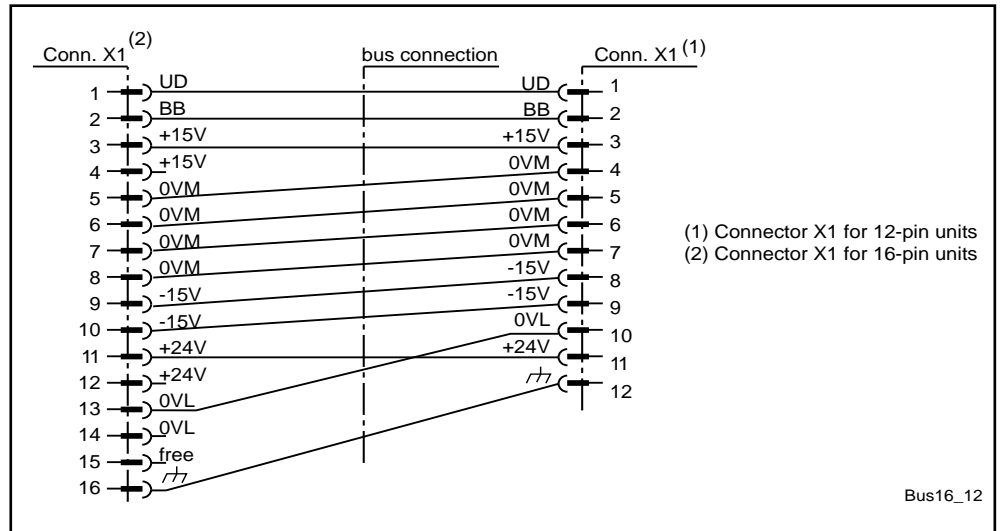 Conn. X1 (2) bus connection Conn. X1 (1)
1 UD UD 1
2 BB BB 2
3 +15V +15V 3
4 +15V 0VM 4
5 0VM 0VM 5
6 0VM 0VM 6
7 0VM 0VM 7
8 0VM -15V 8
9 -15V -15V 9
10 -15V 0VL 10
11 +24V +24V 11
12 +24V 12
13 0VL
14 0VL
15 free
16
(1) Connector X1 for 12-pin units
(2) Connector X1 for 16-pin units
Bus16_12